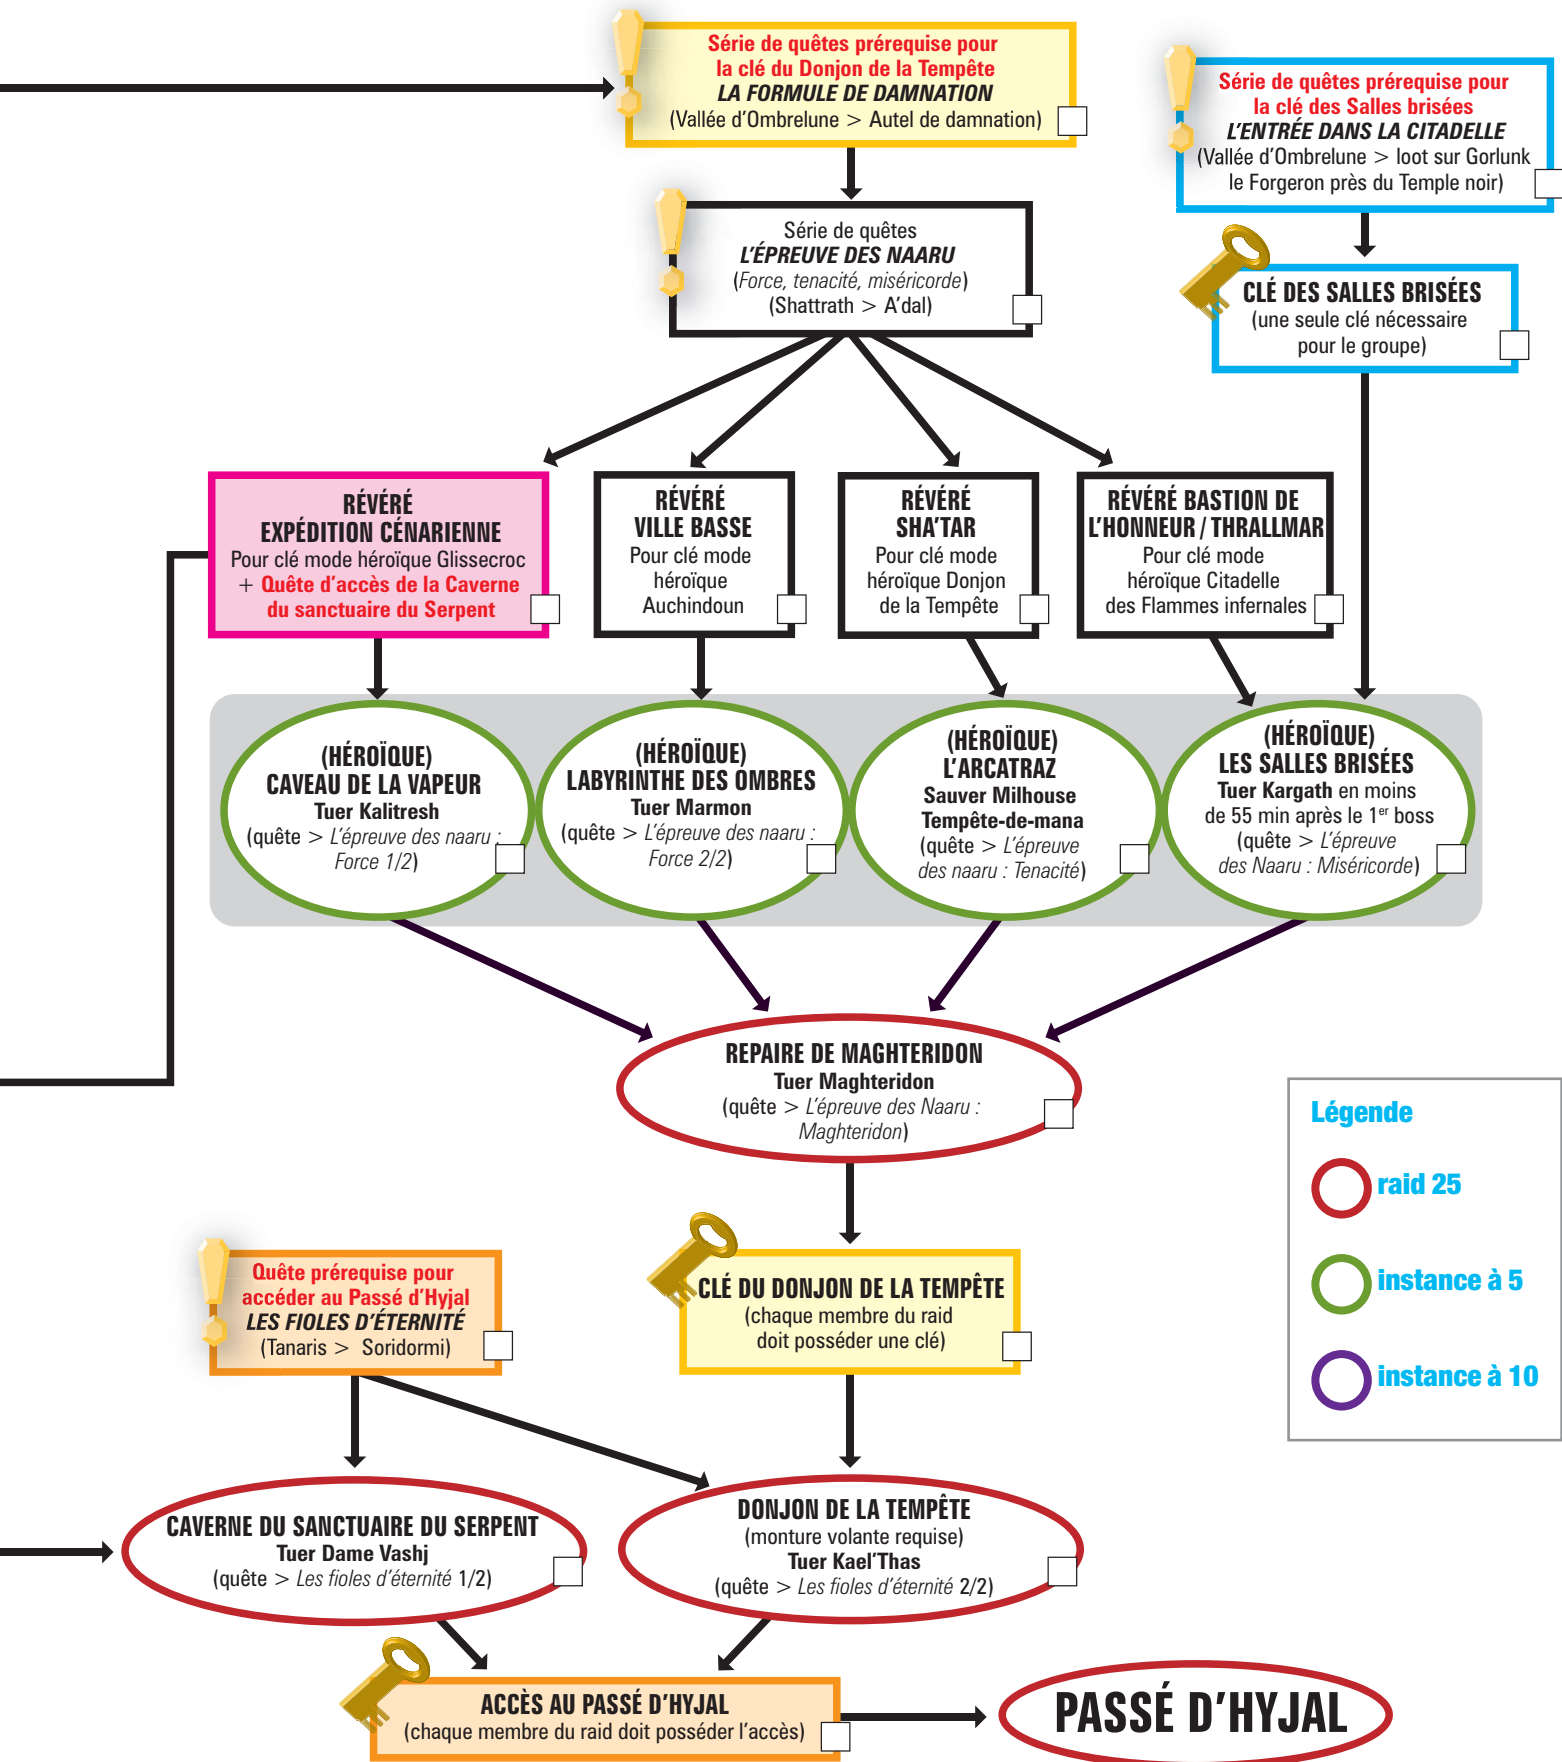 Série de quêtes prérequise pour
la clé du Donjon de la Tempête
LA FORMULE DE DAMNATION
(Vallée d'Ombrelune > Autel de damnation)
Série de quêtes prérequise pour
la clé des Salles brisées
L'ENTRÉE DANS LA CITADELLE
(Vallée d'Ombrelune > loot sur Gorlunk
le Forgeron près du Temple noir)
Série de quêtes
L'ÉPREUVE DES NAARU
(Force, tenacité, miséricorde)
(Shattrath > A'dal)
CLÉ DES SALLES BRISÉES
(une seule clé nécessaire
pour le groupe)
RÉVÉRÉ
EXPÉDITION CÉNARIENNE
Pour clé mode héroïque Glissecroc
+ Quête d'accès de la Caverne
du sanctuaire du Serpent
RÉVÉRÉ
VILLE BASSE
Pour clé mode
héroïque
Auchindoun
RÉVÉRÉ
SHA'TAR
Pour clé mode
héroïque Donjon
de la Tempête
RÉVÉRÉ BASTION DE
L'HONNEUR / THRALLMAR
Pour clé mode
héroïque Citadelle
des Flammes infernales
(HÉROÏQUE)
CAVEAU DE LA VAPEUR
Tuer Kalitresh
(quête > L'épreuve des naaru :
Force 1/2)
(HÉROÏQUE)
LABYRINTHE DES OMBRES
Tuer Marmon
(quête > L'épreuve des naaru :
Force 2/2)
(HÉROÏQUE)
L'ARCATRAZ
Sauver Milhouse
Tempête-de-mana
(quête > L'épreuve
des naaru : Tenacité)
(HÉROÏQUE)
LES SALLES BRISÉES
Tuer Kargath en moins
de 55 min après le 1er boss
(quête > L'épreuve
des Naaru : Miséricorde)
REPAIRE DE MAGHTERIDON
Tuer Maghteridon
(quête > L'épreuve des Naaru :
Maghteridon)
Légende
raid 25
instance à 5
instance à 10
Quête prérequise pour
accéder au Passé d'Hyjal
LES FIOLES D'ÉTERNITÉ
(Tanaris > Soridormi)
CLÉ DU DONJON DE LA TEMPÊTE
(chaque membre du raid
doit posséder une clé)
CAVERNE DU SANCTUAIRE DU SERPENT
Tuer Dame Vashj
(quête > Les fioles d'éternité 1/2)
DONJON DE LA TEMPÊTE
(monture volante requise)
Tuer Kael'Thas
(quête > Les fioles d'éternité 2/2)
ACCÈS AU PASSÉ D'HYJAL
(chaque membre du raid doit posséder l'accès)
PASSÉ D'HYJAL